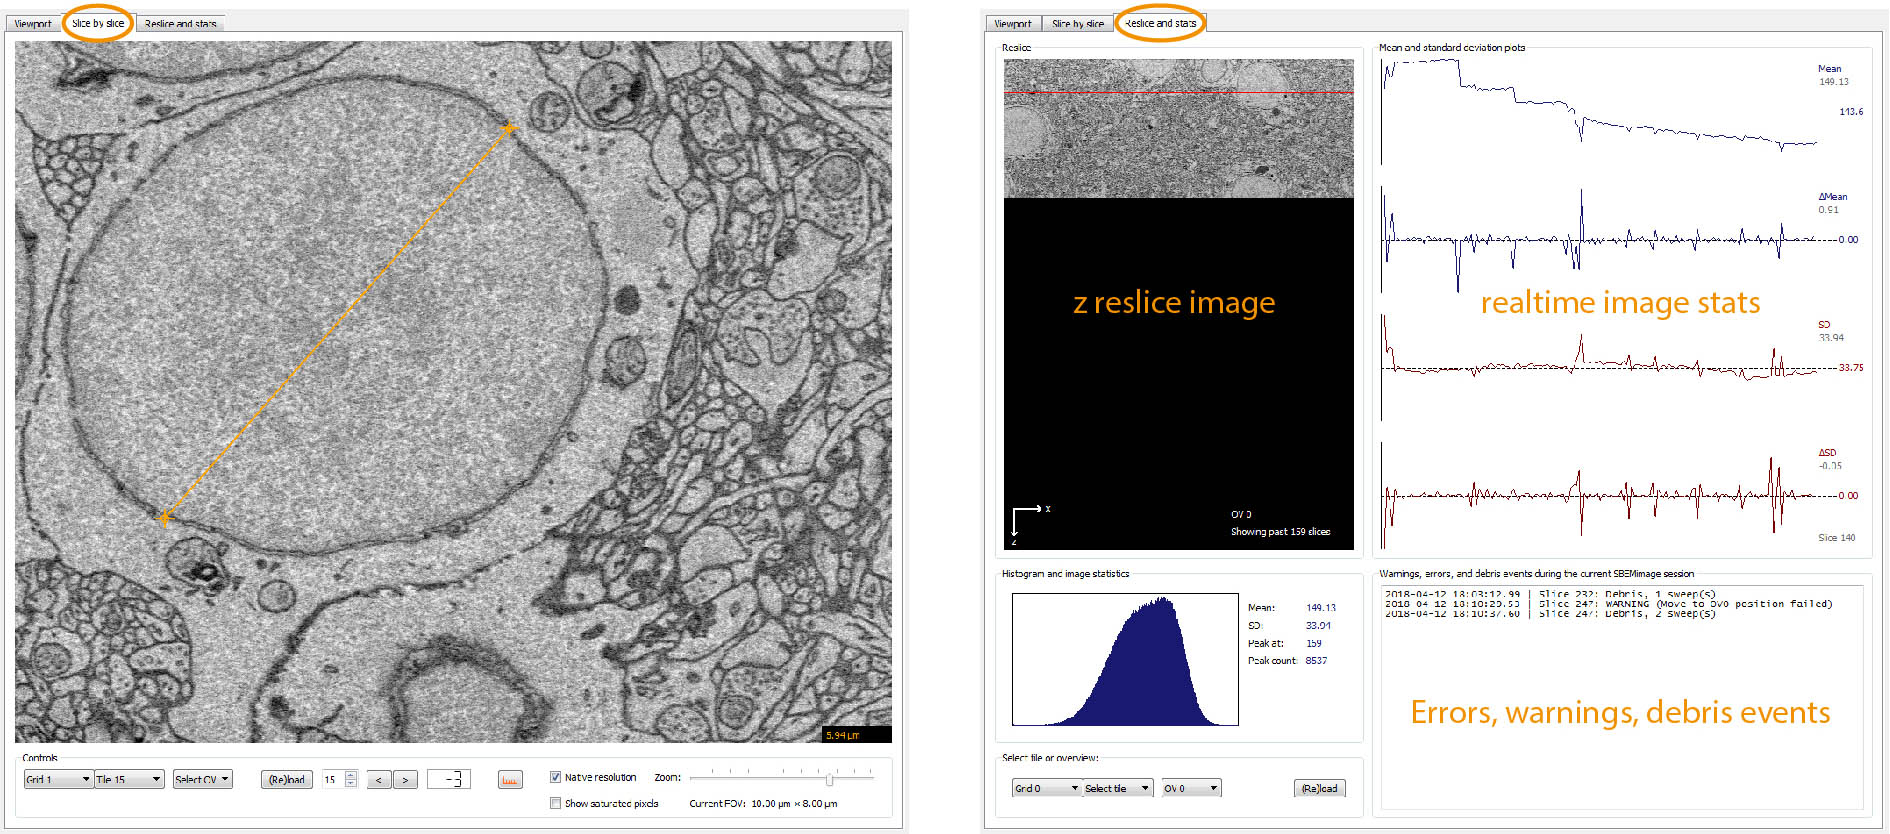 Viewport Slice by slice Reslice and stats
5.94 µm
Controls
Grid 1 Tile 15 Select OV (Re)load 15 < > -3 Native resolution Zoom:
Show saturated pixels Current FOV: 10.00 µm × 8.00 µm
Viewport Slice by slice Reslice and stats
Reslice
z reslice image
x
z
OV 0
Showing past 159 slices
Mean and standard deviation plots
Mean
149.13
143.6
ΔMean
0.91
0.00
realtime image stats
SD
33.94
33.75
ΔSD
-0.05
0.00
Slice 140
Histogram and image statistics
Mean: 149.13
SD: 33.94
Peak at: 159
Peak count: 8537
Select tile or overview:
Grid 0 Select tile OV 0 (Re)load
Warnings, errors, and debris events during the current SBEMimage session
2018-04-12 18:03:12.99 | Slice 232: Debris, 1 sweep(s)
2018-04-12 18:10:29.53 | Slice 247: WARNING (Move to OV0 position failed)
2018-04-12 18:10:37.60 | Slice 247: Debris, 2 sweep(s)
Errors, warnings, debris events